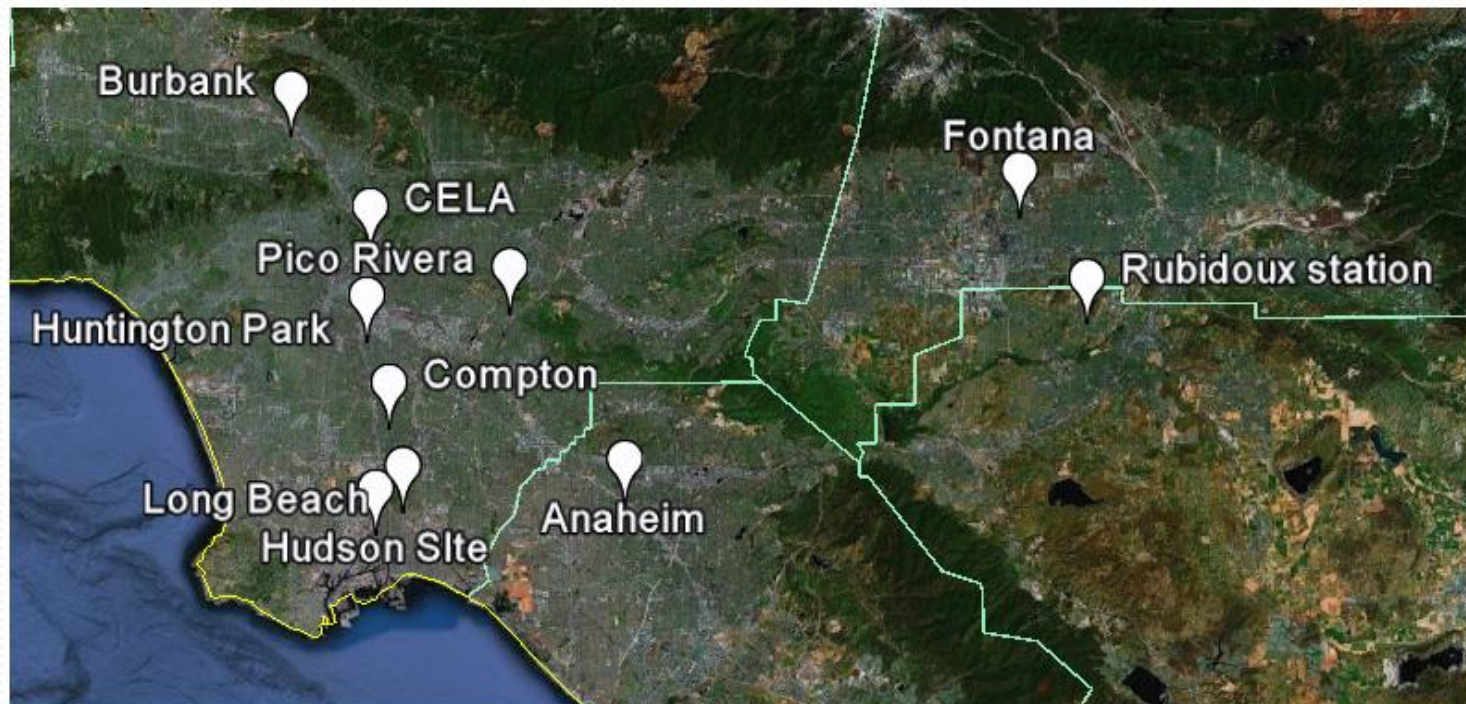 Burbank
Fontana
CELA
Pico Rivera
Rubidoux station
Huntington Park
Compton
Long Beach
Anaheim
Hudson SIte